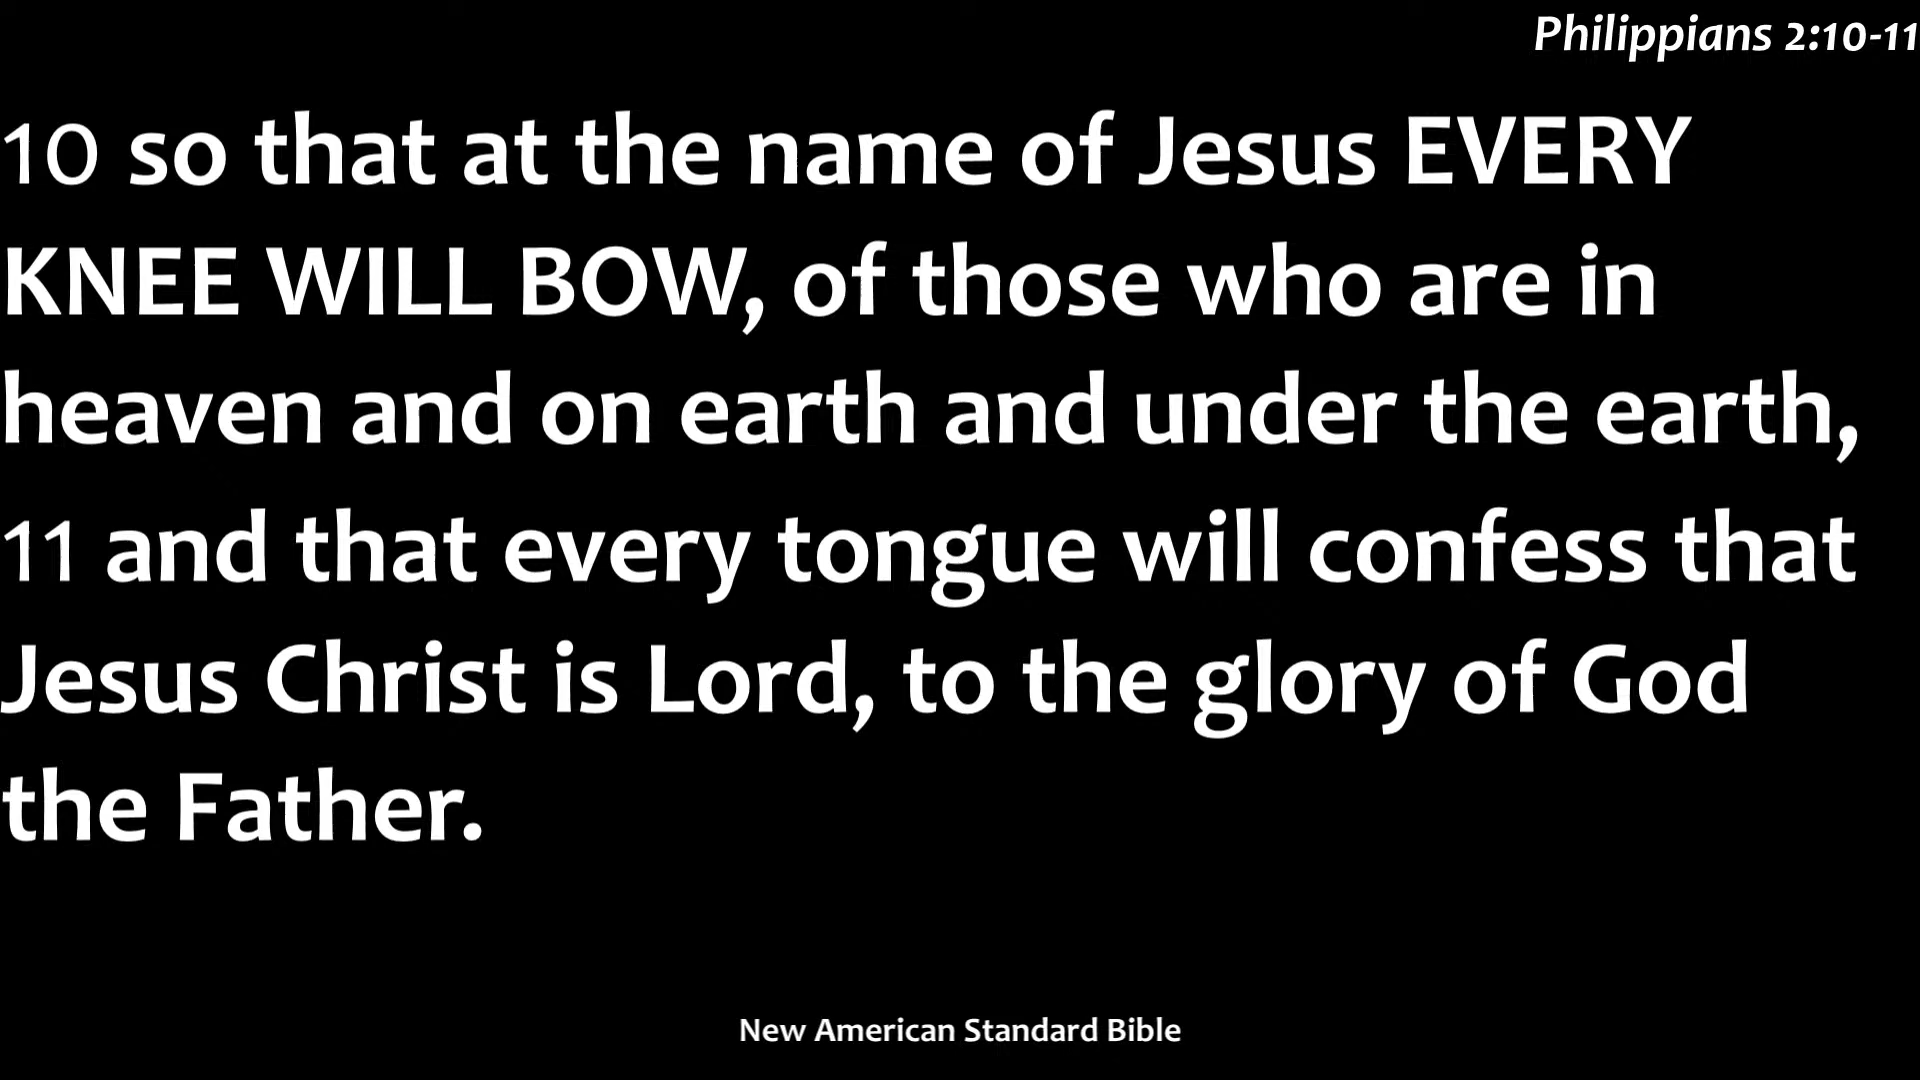 Philippians 2:10-11
10 so that at the name of Jesus EVERY
KNEE WILL BOW, of those who are in
heaven and on earth and under the earth,
11 and that every tongue will confess that
Jesus Christ is Lord, to the glory of God
the Father.
New American Standard Bible